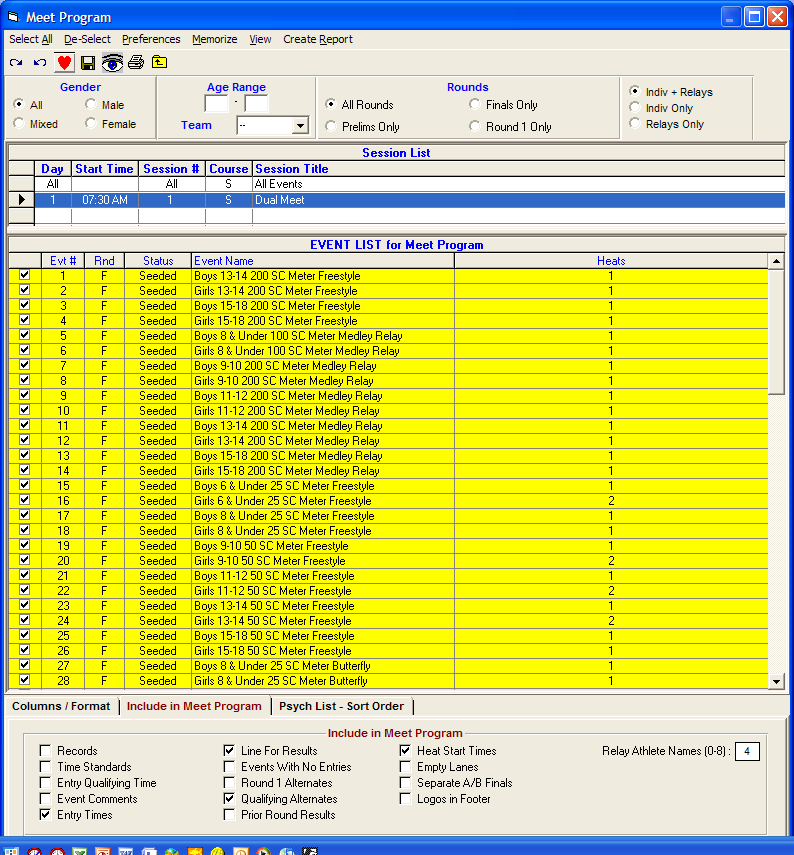 Meet Program
Select All De-Select Preferences Memorize View Create Report
Gender Age Range Rounds
All Male - All Rounds Finals Only Indiv + Relays
Indiv Only
Mixed Female Team -- Prelims Only Round 1 Only Relays Only
Session List
Day Start Time Session # Course Session Title
All All S All Events
1 07:30 AM 1 S Dual Meet
EVENT LIST for Meet Program
Evt # Rnd Status Event Name Heats
1 F Seeded Boys 13-14 200 SC Meter Freestyle 1
2 F Seeded Girls 13-14 200 SC Meter Freestyle 1
3 F Seeded Boys 15-18 200 SC Meter Freestyle 1
4 F Seeded Girls 15-18 200 SC Meter Freestyle 1
5 F Seeded Boys 8 & Under 100 SC Meter Medley Relay 1
6 F Seeded Girls 8 & Under 100 SC Meter Medley Relay 1
7 F Seeded Boys 9-10 200 SC Meter Medley Relay 1
8 F Seeded Girls 9-10 200 SC Meter Medley Relay 1
9 F Seeded Boys 11-12 200 SC Meter Medley Relay 1
10 F Seeded Girls 11-12 200 SC Meter Medley Relay 1
11 F Seeded Boys 13-14 200 SC Meter Medley Relay 1
12 F Seeded Girls 13-14 200 SC Meter Medley Relay 1
13 F Seeded Boys 15-18 200 SC Meter Medley Relay 1
14 F Seeded Girls 15-18 200 SC Meter Medley Relay 1
15 F Seeded Boys 6 & Under 25 SC Meter Freestyle 1
16 F Seeded Girls 6 & Under 25 SC Meter Freestyle 2
17 F Seeded Boys 8 & Under 25 SC Meter Freestyle 1
18 F Seeded Girls 8 & Under 25 SC Meter Freestyle 1
19 F Seeded Boys 9-10 50 SC Meter Freestyle 1
20 F Seeded Girls 9-10 50 SC Meter Freestyle 2
21 F Seeded Boys 11-12 50 SC Meter Freestyle 1
22 F Seeded Girls 11-12 50 SC Meter Freestyle 2
23 F Seeded Boys 13-14 50 SC Meter Freestyle 1
24 F Seeded Girls 13-14 50 SC Meter Freestyle 2
25 F Seeded Boys 15-18 50 SC Meter Freestyle 1
26 F Seeded Girls 15-18 50 SC Meter Freestyle 1
27 F Seeded Boys 8 & Under 25 SC Meter Butterfly 1
28 F Seeded Girls 8 & Under 25 SC Meter Butterfly 1
Columns / Format Include in Meet Program Psych List - Sort Order
Include in Meet Program
Records Line For Results Heat Start Times Relay Athlete Names (0-8) : 4
Time Standards Events With No Entries Empty Lanes
Entry Qualifying Time Round 1 Alternates Separate A/B Finals
Event Comments Qualifying Alternates Logos in Footer
Entry Times Prior Round Results